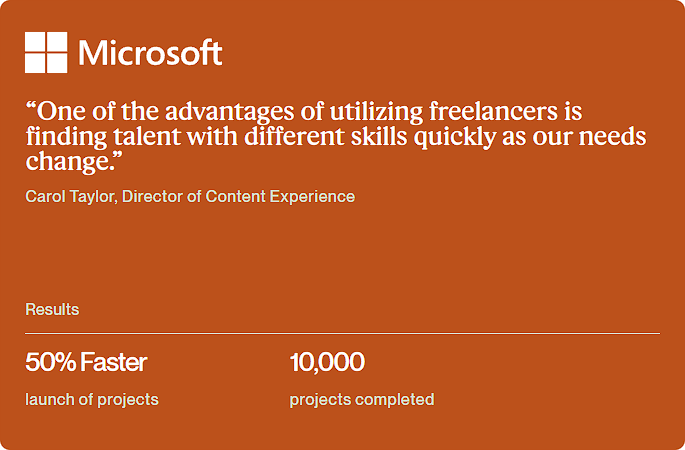 Microsoft
“One of the advantages of utilizing freelancers is
finding talent with different skills quickly as our needs
change.”
Carol Taylor, Director of Content Experience
Results
50% Faster
10,000
launch of projects
projects completed